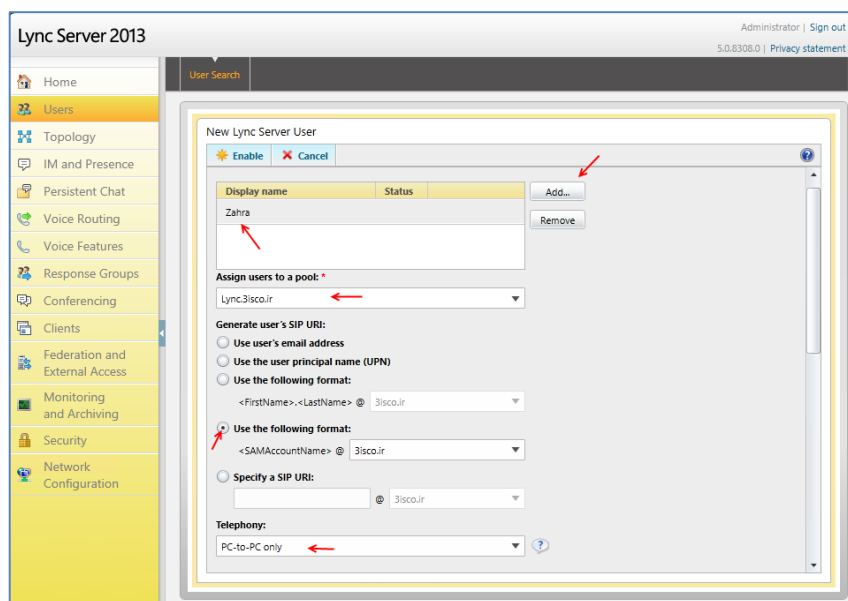 Lync Server 2013
Administrator | Sign out
5.0.8308.0 | Privacy statement
Home
Users
Topology
IM and Presence
Persistent Chat
Voice Routing
Voice Features
Response Groups
Conferencing
Clients
Federation and
External Access
Monitoring
and Archiving
Security
Network
Configuration
User Search
New Lync Server User
Enable Cancel
Display name Status
Add...
Zahra
Remove
Assign users to a pool: *
Lync.3isco.ir
Generate user's SIP URI:
Use user's email address
Use the user principal name (UPN)
Use the following format:
<FirstName>.<LastName> @ 3isco.ir
Use the following format:
<SAMAccountName> @ 3isco.ir
Specify a SIP URI:
@ 3isco.ir
Telephony:
PC-to-PC only